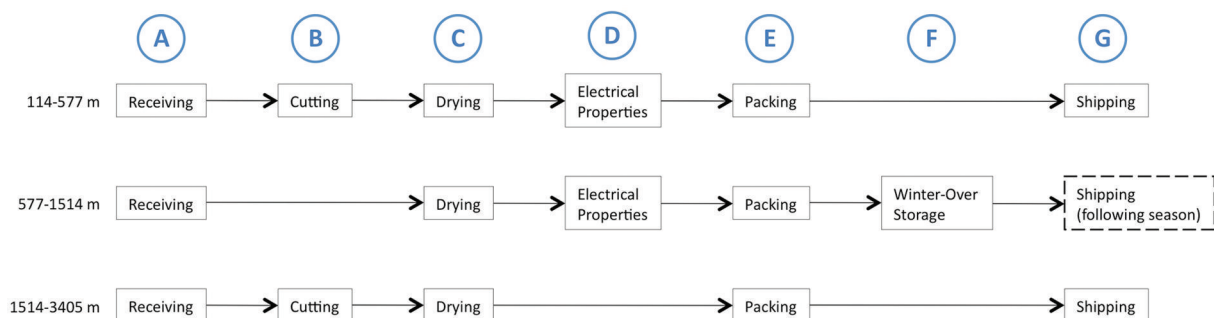 A B C D E F G
114-577 m Receiving Cutting Drying Electrical Properties Packing Shipping
577-1514 m Receiving Drying Electrical Properties Packing Winter-Over Storage Shipping (following season)
1514-3405 m Receiving Cutting Drying Packing Shipping